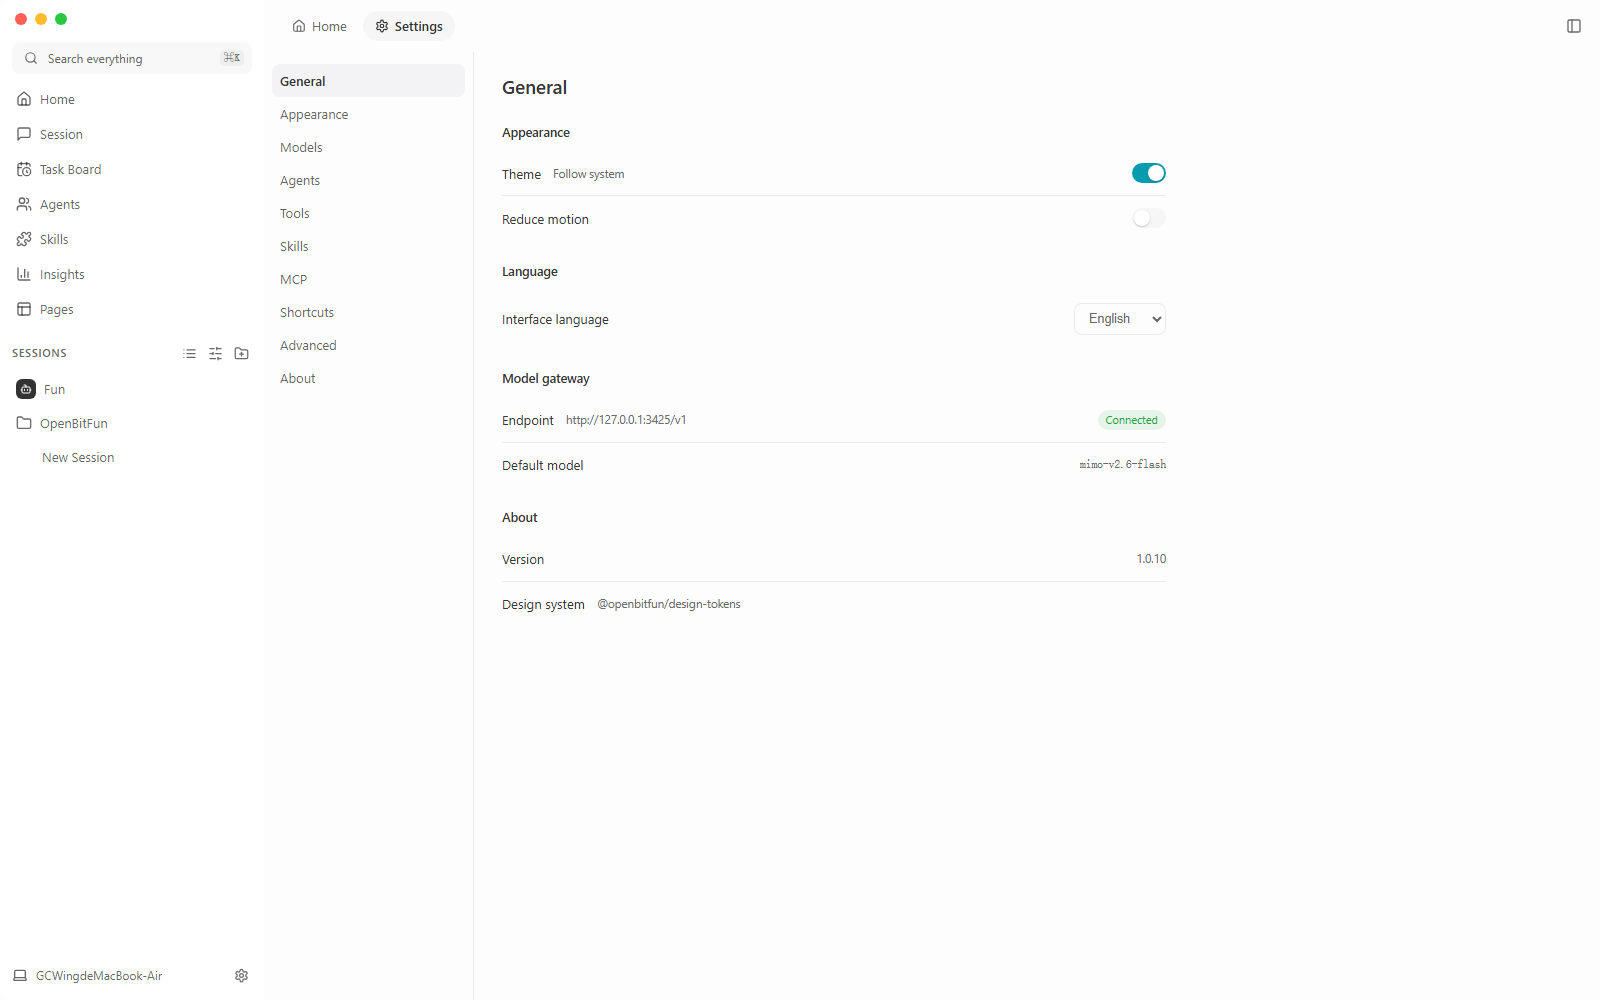 Search everything
⌘K
Home
Session
Task Board
Agents
Skills
Insights
Pages
SESSIONS
Fun
OpenBitFun
New Session
GCWingdeMacBook-Air
Home
Settings
General
Appearance
Models
Agents
Tools
Skills
MCP
Shortcuts
Advanced
About
General
Appearance
Theme Follow system
Reduce motion
Language
Interface language English
Model gateway
Endpoint http://127.0.0.1:3425/v1 Connected
Default model mimo-v2.6-flash
About
Version 1.0.10
Design system @openbitfun/design-tokens